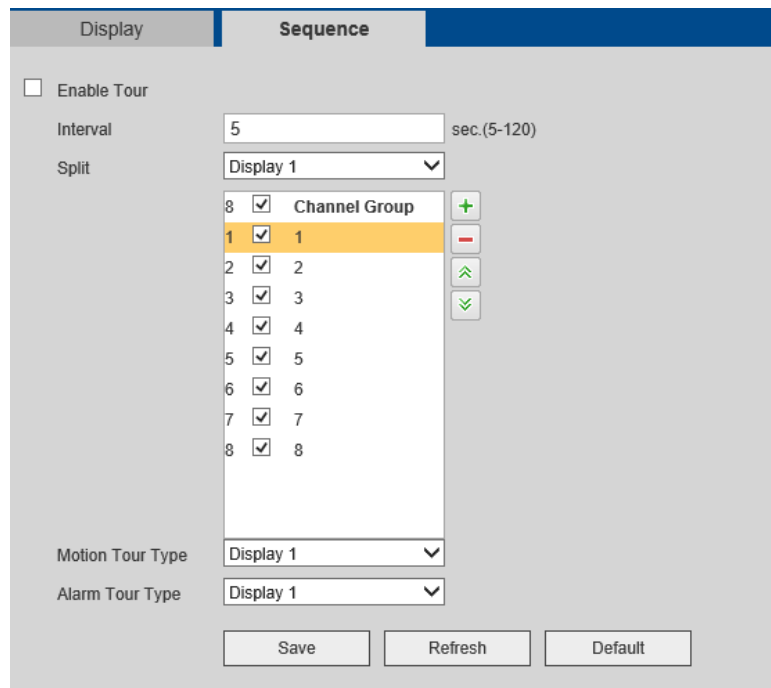 Display Sequence
Enable Tour
Interval 5 sec.(5-120)
Split Display 1
8 Channel Group
1 1
2 2
3 3
4 4
5 5
6 6
7 7
8 8
Motion Tour Type Display 1
Alarm Tour Type Display 1
Save Refresh Default